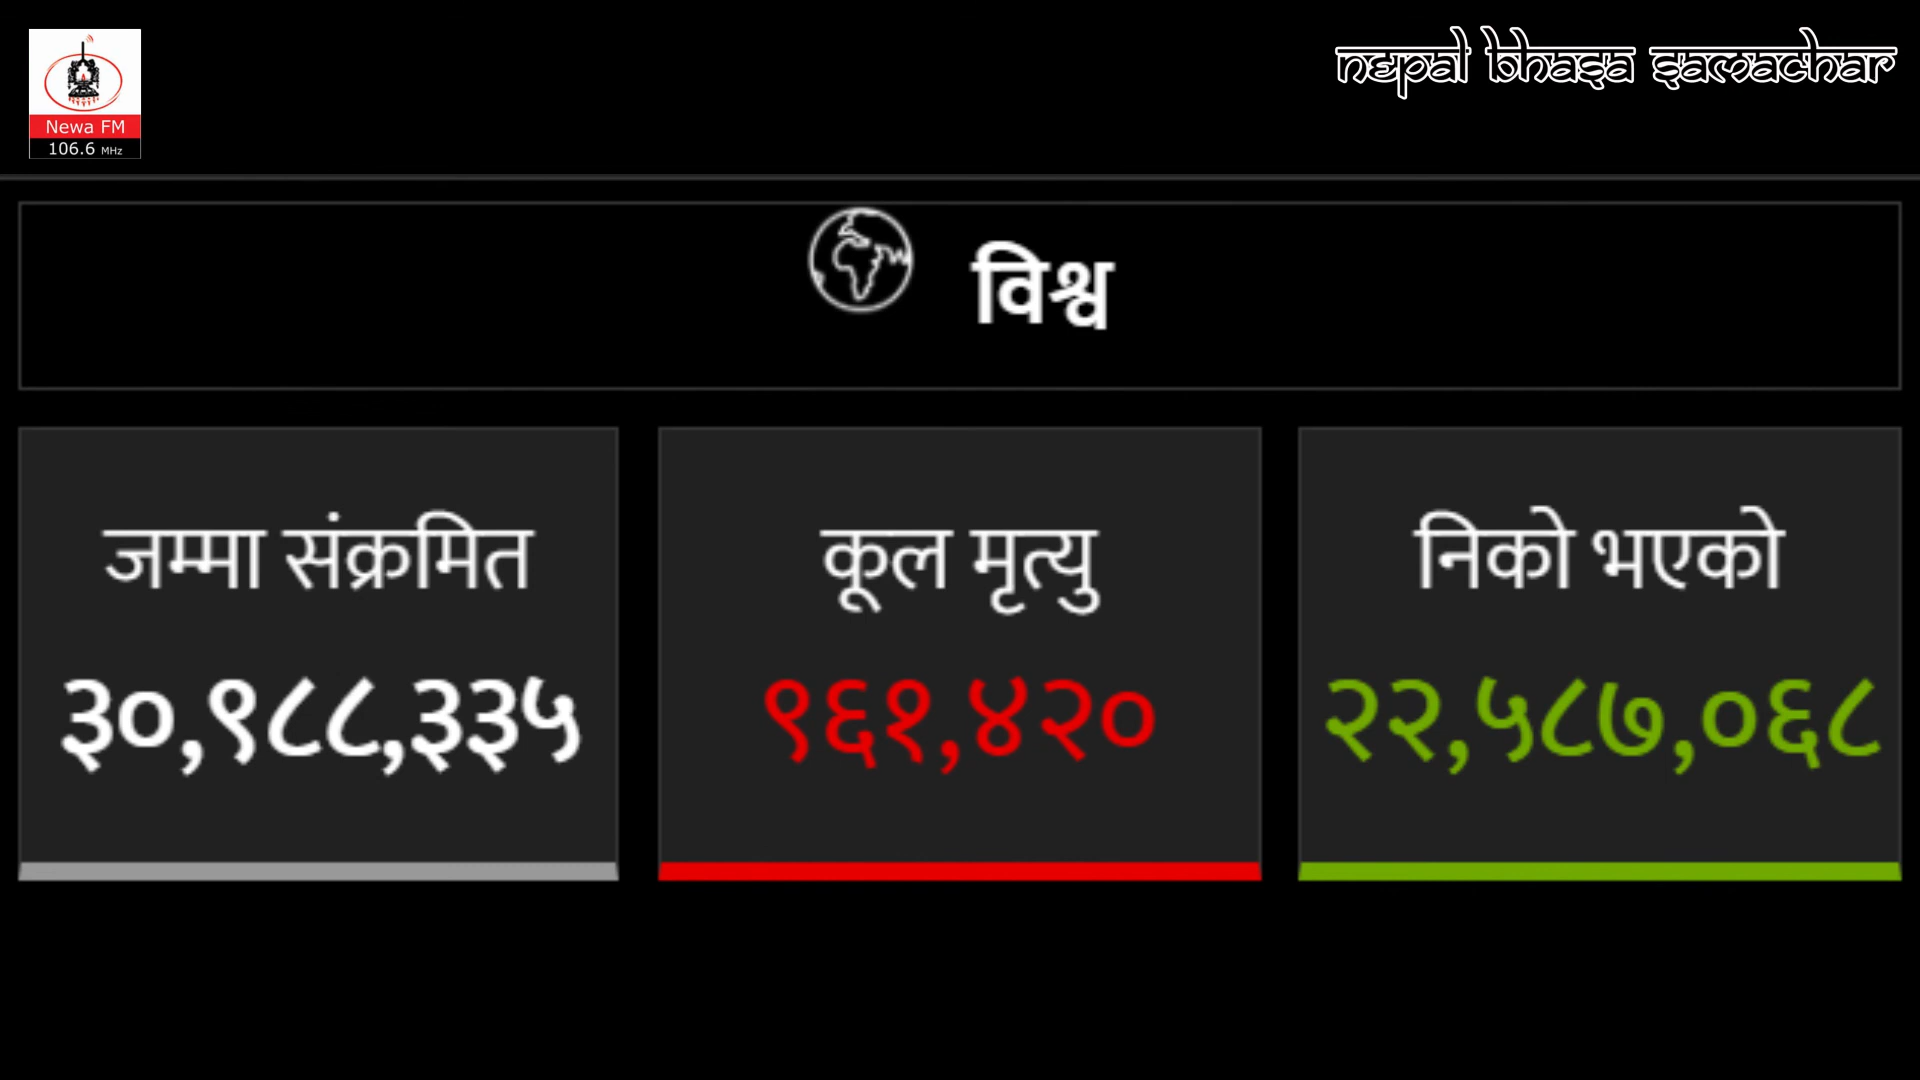 Newa FM
106.6 MHz
nepal bhasa samachar
विश्व
जम्मा संक्रमित
३०,९८८,३३५
कूल मृत्यु
९६१,४२०
निको भएको
२२,५८७,०६८